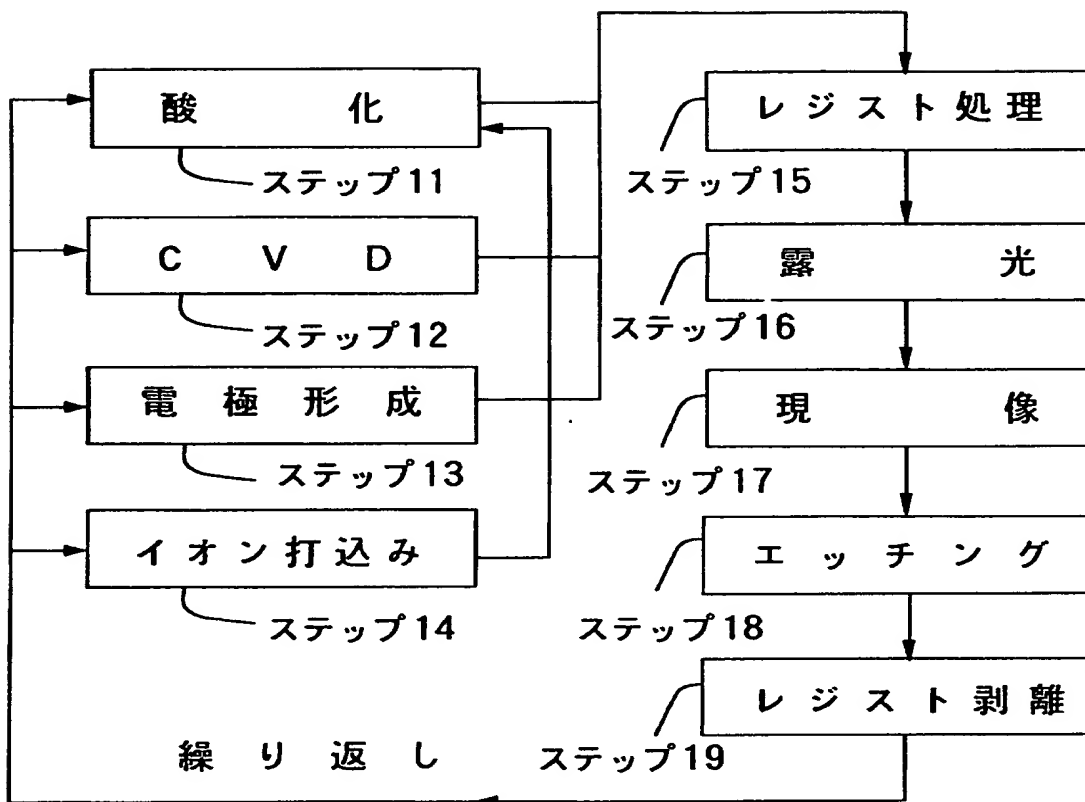 酸化
ステップ11
CVD
ステップ12
電極形成
ステップ13
イオン打込み
ステップ14
レジスト処理
ステップ15
露光
ステップ16
現像
ステップ17
エッチング
ステップ18
レジスト剥離
ステップ19
繰り返し